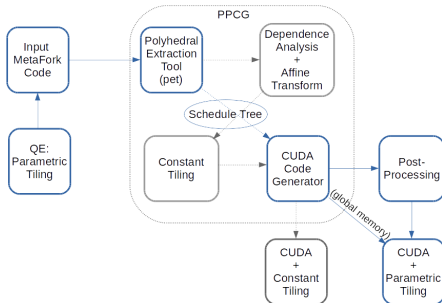 PPCG
Input
MetaFork
Code
Polyhedral
Extraction
Tool
(pet)
Dependence
Analysis
+
Affine
Transform
Schedule Tree
QE:
Parametric
Tiling
Constant
Tiling
CUDA
Code
Generator
Post-
Processing
(global memory)
CUDA
+
Constant
Tiling
CUDA
+
Parametric
Tiling